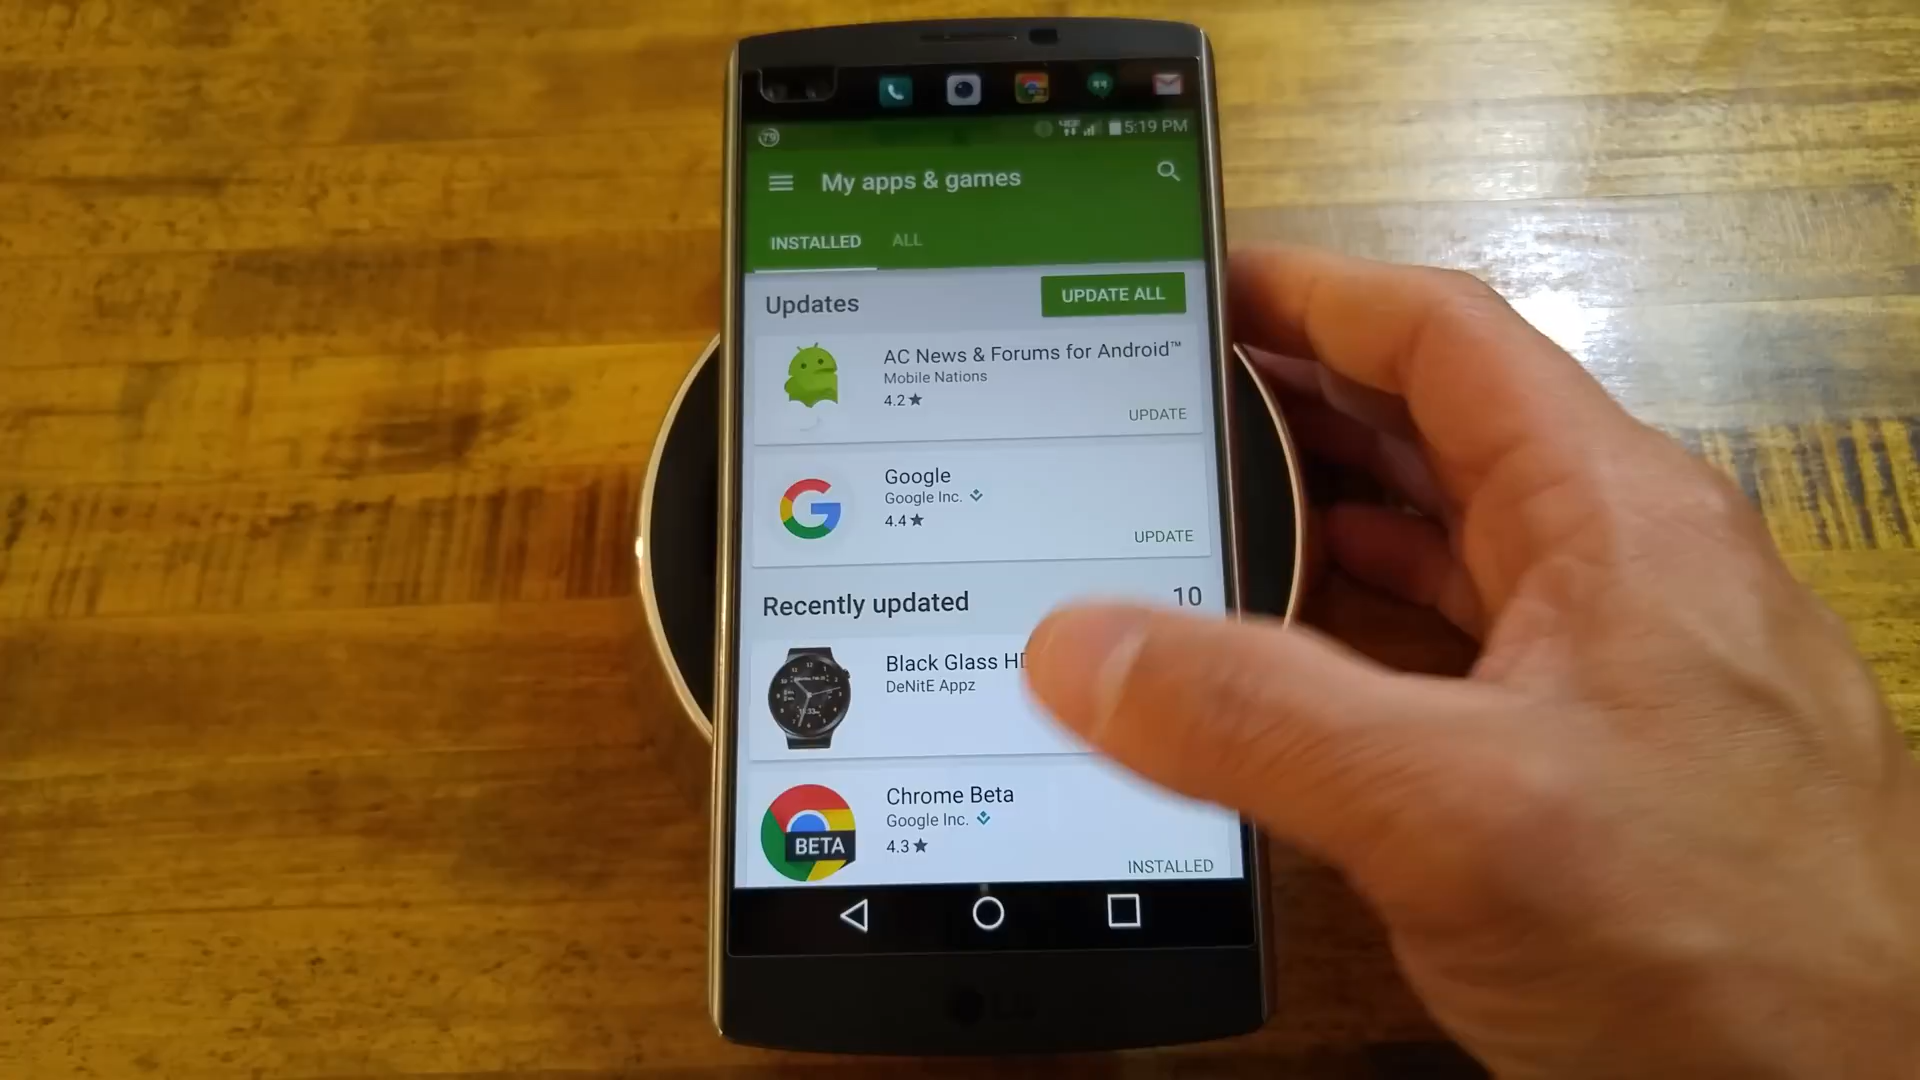 79
5:19 PM
My apps & games
INSTALLED ALL
Updates
UPDATE ALL
AC News & Forums for Android™
Mobile Nations
4.2★
UPDATE
Google
Google Inc.
4.4★
UPDATE
Recently updated
10
Black Glass HD
DeNitE Appz
BETA
Chrome Beta
Google Inc.
4.3★
INSTALLED
LG